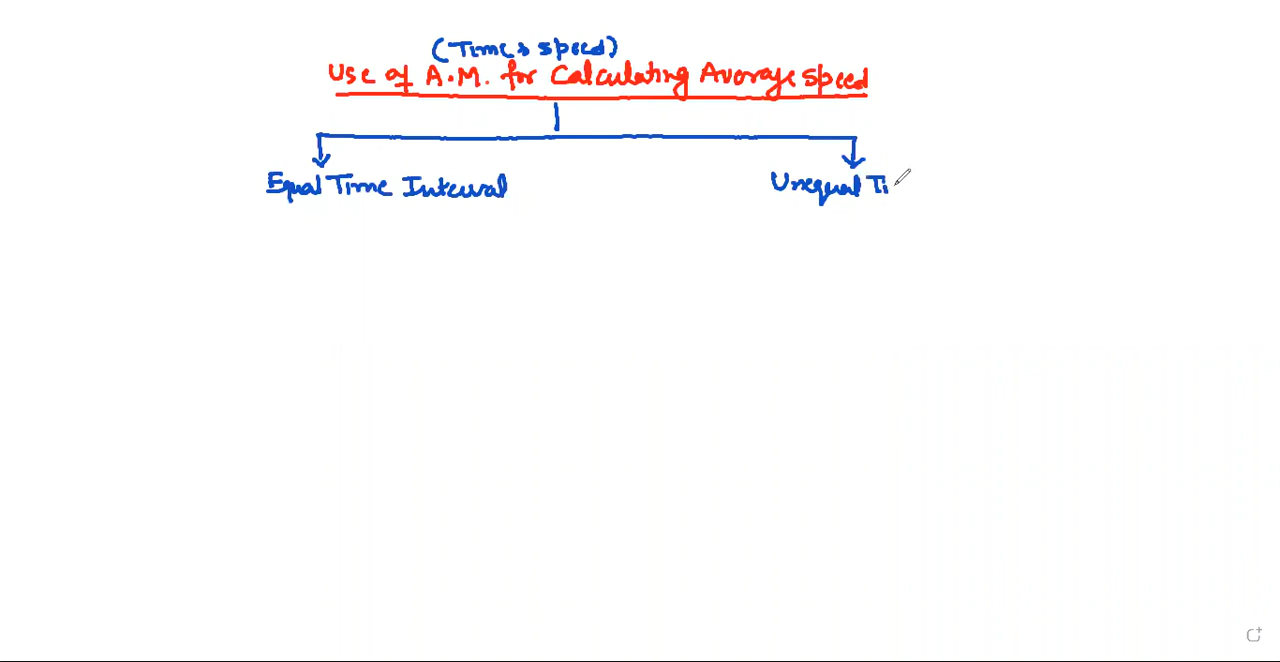 (Time & speed)
Use of A.M. for Calculating Average speed
Equal Time Interval
Unequal Ti